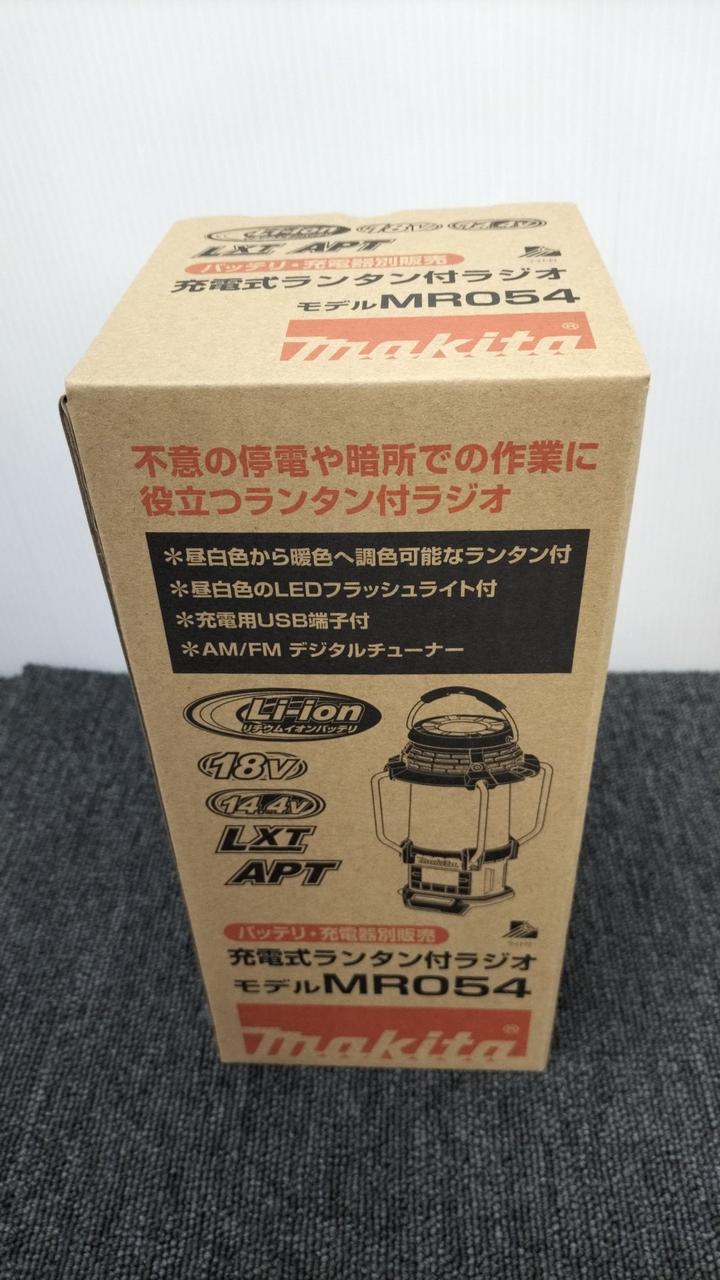 Li-ion 18V 14.4V
LXT APT
バッテリ・充電器別販売
充電式ランタン付ラジオ
モデルMR054
makita®
不意の停電や暗所での作業に
役立つランタン付ラジオ
＊昼白色から暖色へ調色可能なランタン付
＊昼白色のLEDフラッシュライト付
＊充電用USB端子付
＊AM/FM デジタルチューナー
Li-ion
リチウムイオンバッテリ
18V
14.4V
LXT
APT
makita
バッテリ・充電器別販売
ライト付
充電式ランタン付ラジオ
モデルMR054
makita®